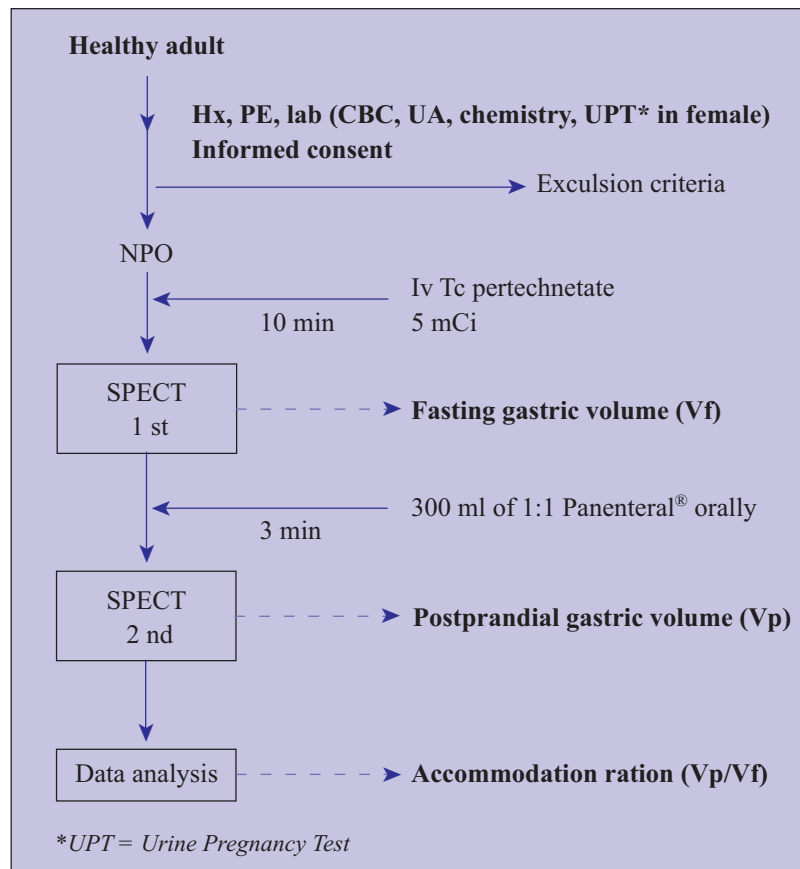 Healthy adult
Hx, PE, lab (CBC, UA, chemistry, UPT* in female)
Informed consent
Exculsion criteria
NPO
Iv Tc pertechnetate
10 min
5 mCi
SPECT
1 st
Fasting gastric volume (Vf)
300 ml of 1:1 Panenteral® orally
3 min
SPECT
2 nd
Postprandial gastric volume (Vp)
Data analysis
Accommodation ration (Vp/Vf)
*UPT = Urine Pregnancy Test